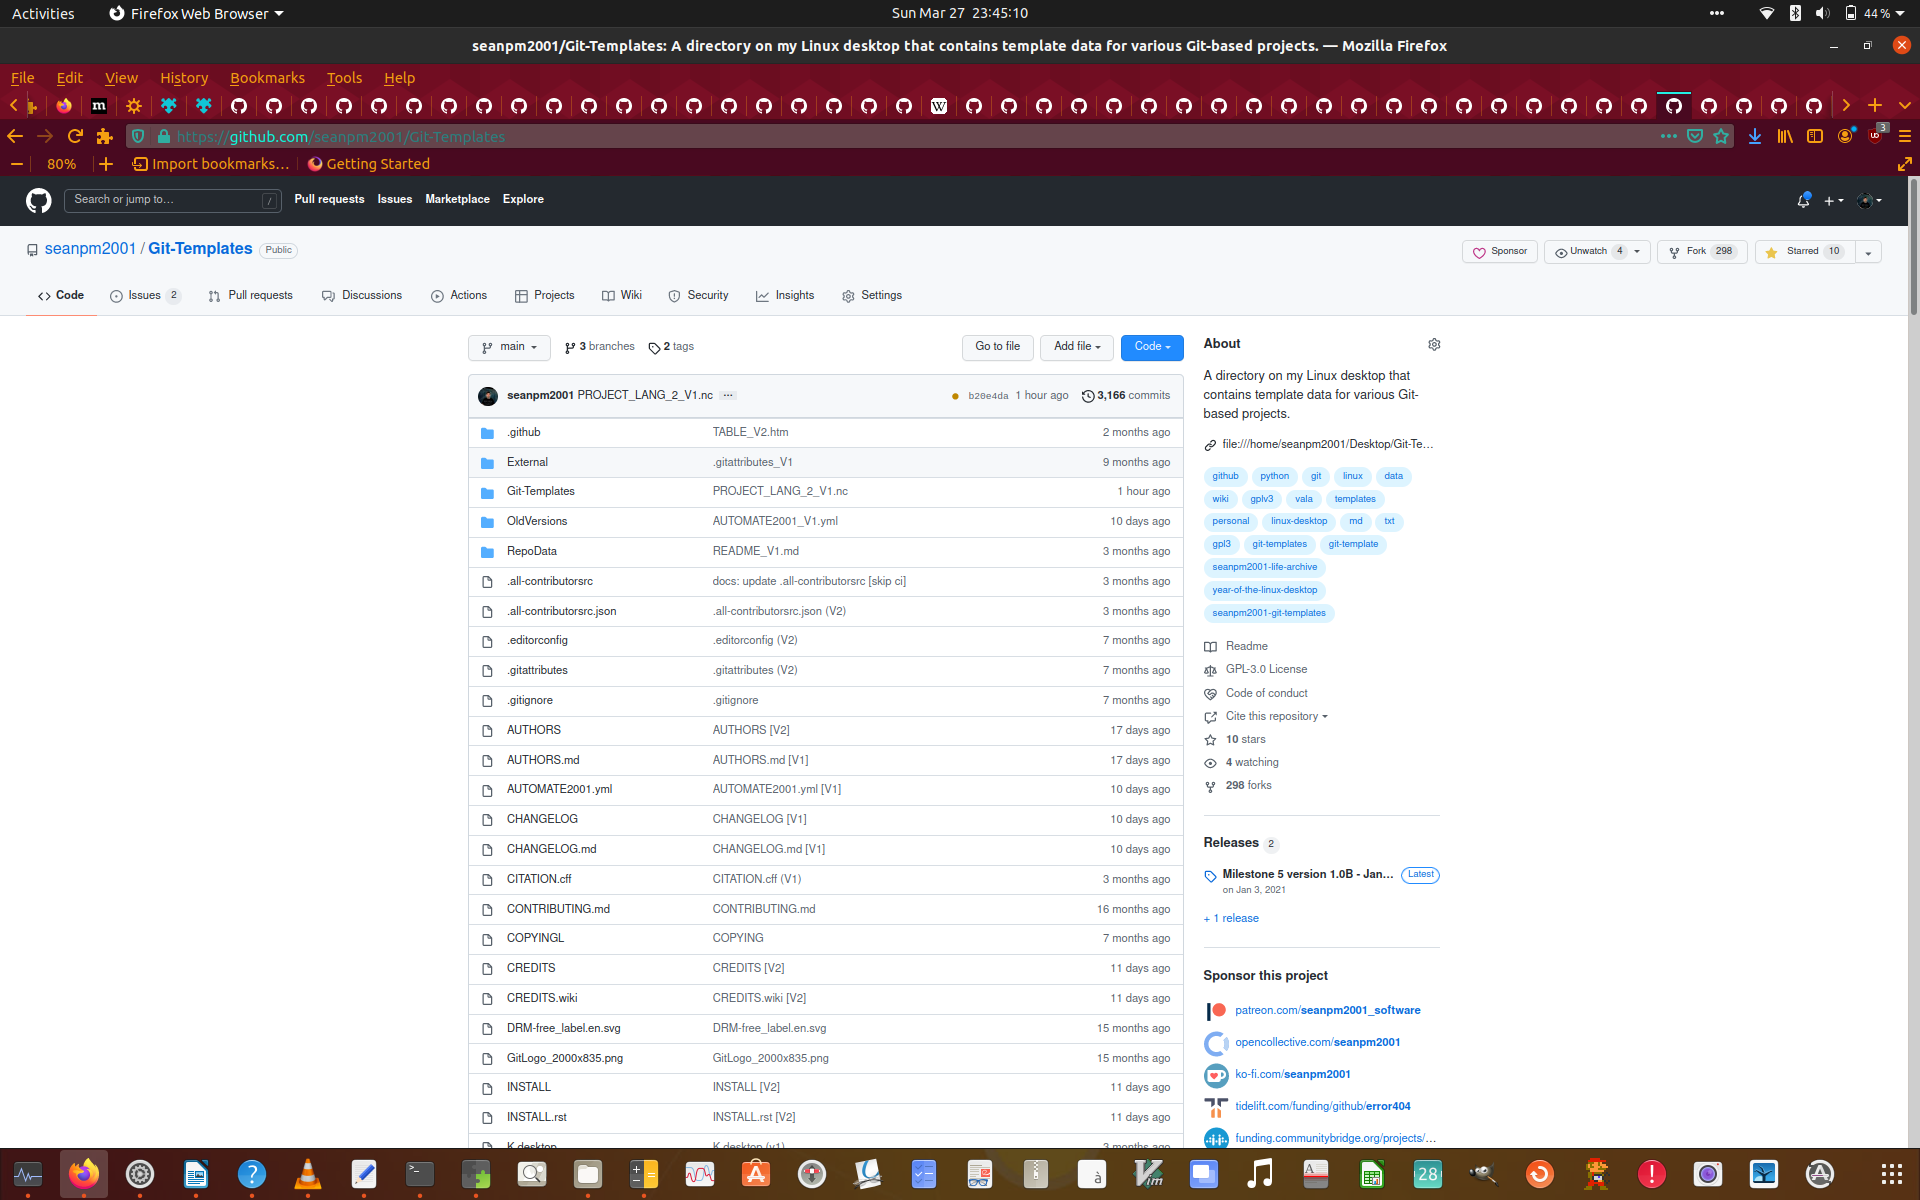 Activities
Firefox Web Browser
Sun Mar 27 23:45:10
44 %
seanpm2001/Git-Templates: A directory on my Linux desktop that contains template data for various Git-based projects. — Mozilla Firefox
File Edit View History Bookmarks Tools Help
https://github.com/seanpm2001/Git-Templates
3
80%
Import bookmarks…
Getting Started
Search or jump to…
/
Pull requests
Issues
Marketplace
Explore
seanpm2001 / Git-Templates
Public
Sponsor
Unwatch 4
Fork 298
Starred 10
Code
Issues 2
Pull requests
Discussions
Actions
Projects
Wiki
Security
Insights
Settings
main
3 branches
2 tags
Go to file
Add file
Code
seanpm2001 PROJECT_LANG_2_V1.nc ...
b20e4da 1 hour ago
3,166 commits
.github TABLE_V2.htm 2 months ago
External .gitattributes_V1 9 months ago
Git-Templates PROJECT_LANG_2_V1.nc 1 hour ago
OldVersions AUTOMATE2001_V1.yml 10 days ago
RepoData README_V1.md 3 months ago
.all-contributorsrc docs: update .all-contributorsrc [skip ci] 3 months ago
.all-contributorsrc.json .all-contributorsrc.json (V2) 3 months ago
.editorconfig .editorconfig (V2) 7 months ago
.gitattributes .gitattributes (V2) 7 months ago
.gitignore .gitignore 7 months ago
AUTHORS AUTHORS [V2] 17 days ago
AUTHORS.md AUTHORS.md [V1] 17 days ago
AUTOMATE2001.yml AUTOMATE2001.yml [V1] 10 days ago
CHANGELOG CHANGELOG [V1] 10 days ago
CHANGELOG.md CHANGELOG.md [V1] 10 days ago
CITATION.cff CITATION.cff (V1) 3 months ago
CONTRIBUTING.md CONTRIBUTING.md 16 months ago
COPYINGL COPYING 7 months ago
CREDITS CREDITS [V2] 11 days ago
CREDITS.wiki CREDITS.wiki [V2] 11 days ago
DRM-free_label.en.svg DRM-free_label.en.svg 15 months ago
GitLogo_2000x835.png GitLogo_2000x835.png 15 months ago
INSTALL INSTALL [V2] 11 days ago
INSTALL.rst INSTALL.rst [V2] 11 days ago
K.desktop K.desktop (v1) 3 months ago
About
A directory on my Linux desktop that
contains template data for various Git-
based projects.
file:///home/seanpm2001/Desktop/Git-Te…
github python git linux data
wiki gplv3 vala templates
personal linux-desktop md txt
gpl3 git-templates git-template
seanpm2001-life-archive
year-of-the-linux-desktop
seanpm2001-git-templates
Readme
GPL-3.0 License
Code of conduct
Cite this repository
10 stars
4 watching
298 forks
Releases 2
Milestone 5 version 1.0B - Jan… Latest
on Jan 3, 2021
+ 1 release
Sponsor this project
patreon.com/seanpm2001_software
opencollective.com/seanpm2001
ko-fi.com/seanpm2001
tidelift.com/funding/github/error404
funding.communitybridge.org/projects/…
28